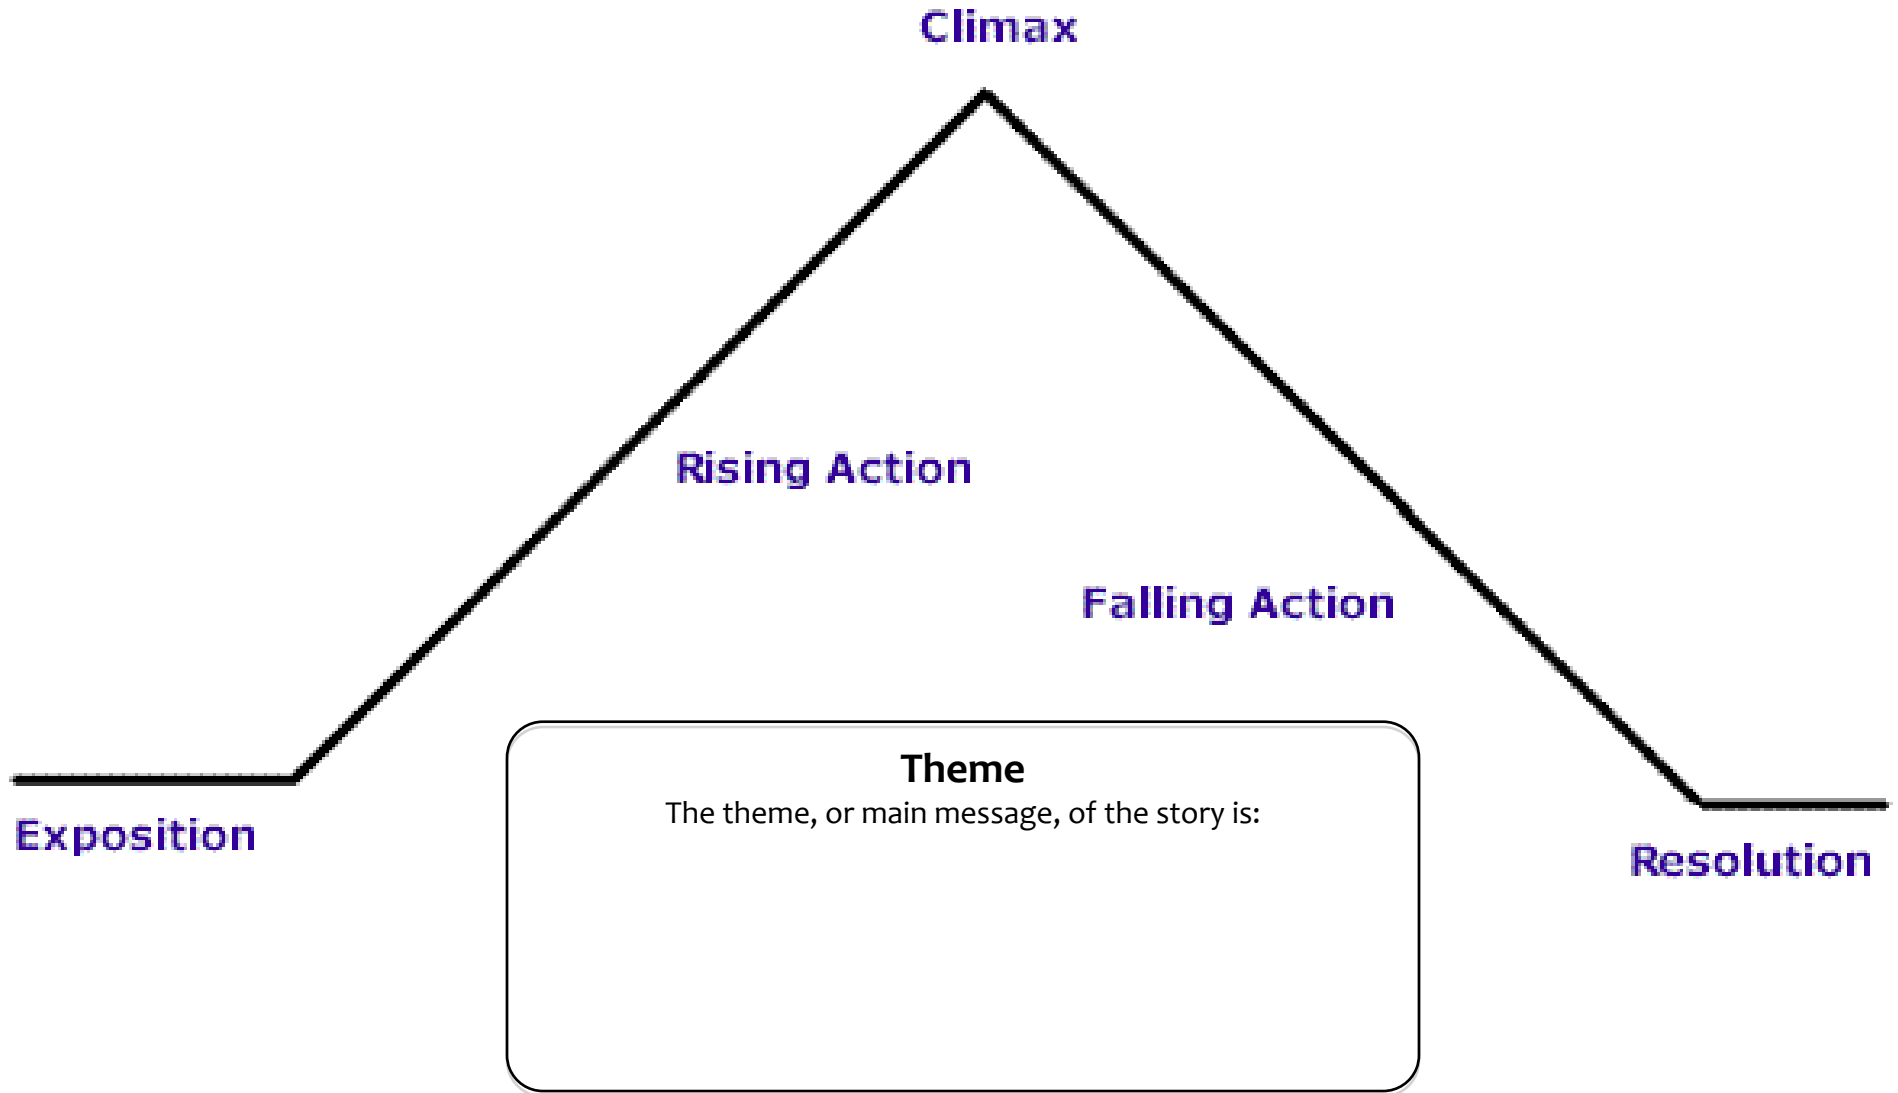 Climax
Rising Action
Falling Action
Theme
The theme, or main message, of the story is:
Exposition
Resolution